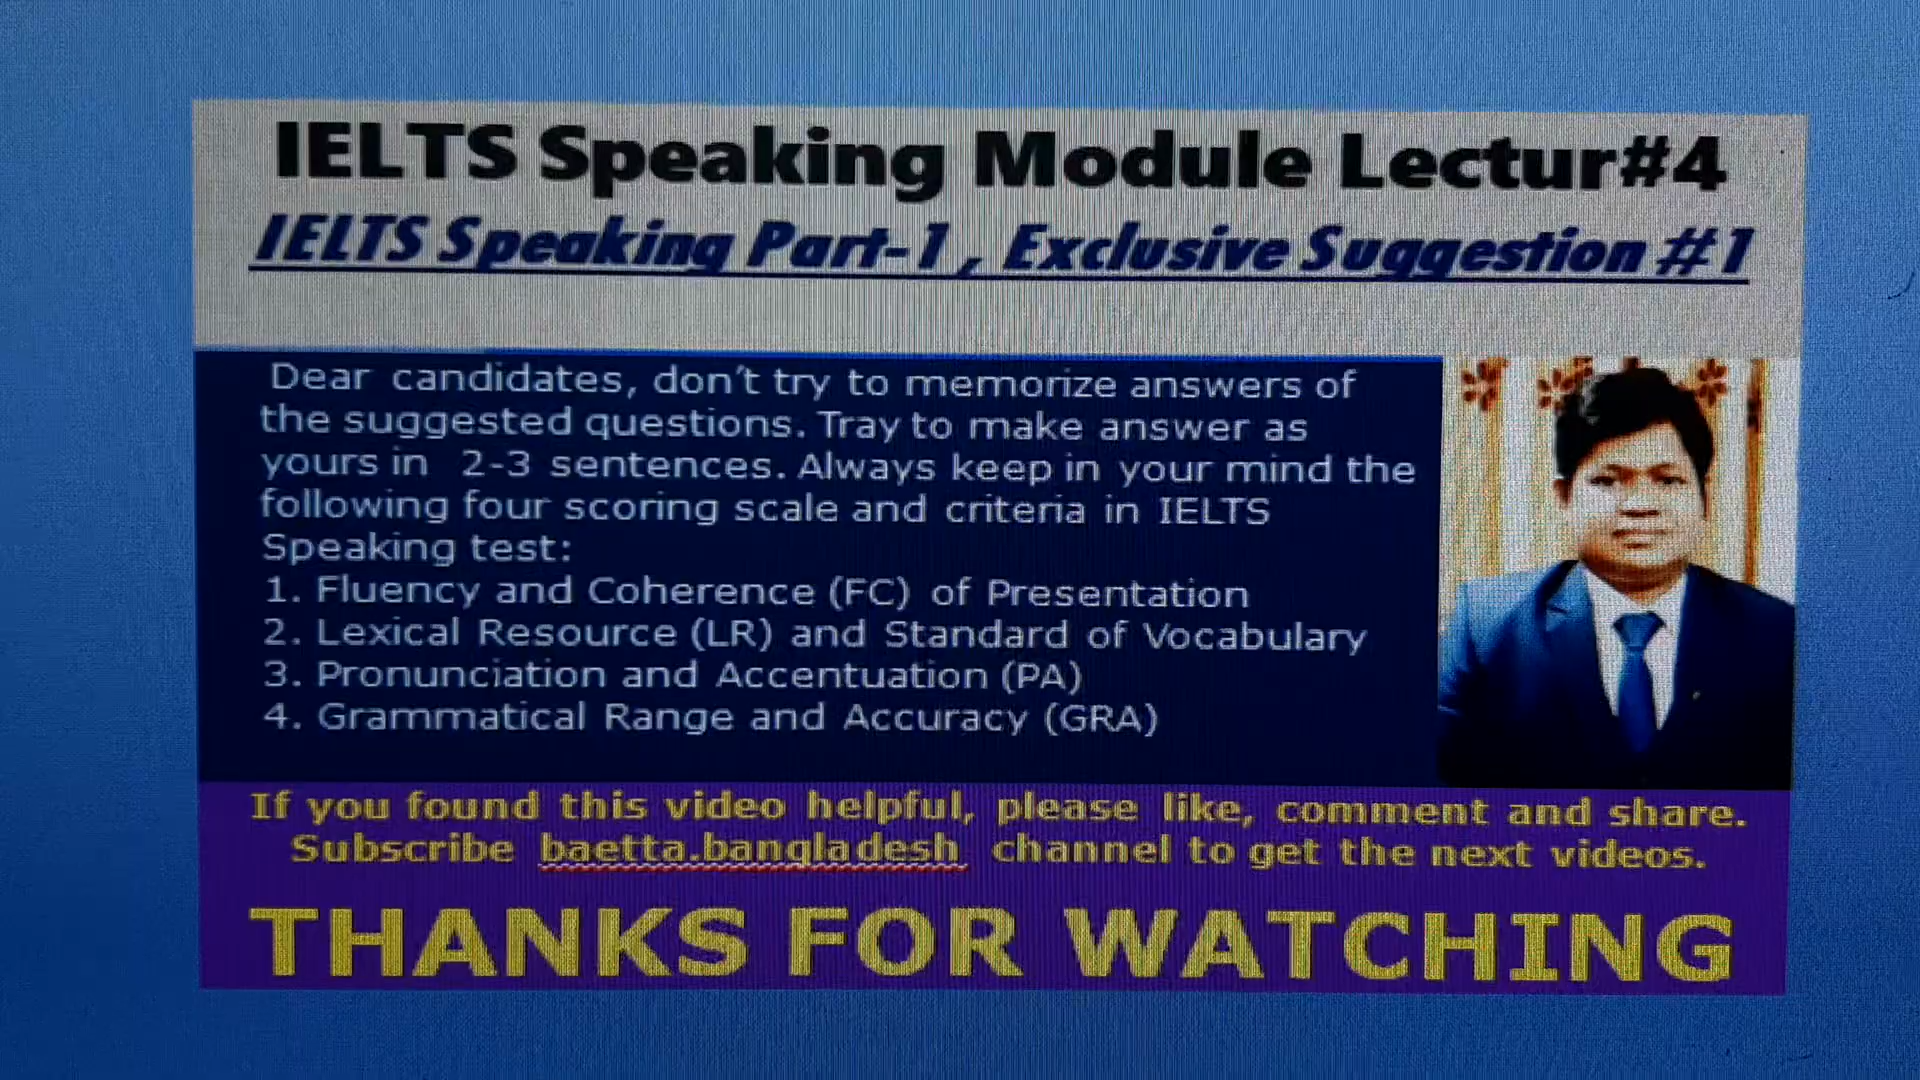 IELTS Speaking Module Lectur#4
IELTS Speaking Part-1 , Exclusive Suggestion #1
Dear candidates, don't try to memorize answers of
the suggested questions. Tray to make answer as
yours in 2-3 sentences. Always keep in your mind the
following four scoring scale and criteria in IELTS
Speaking test:
1. Fluency and Coherence (FC) of Presentation
2. Lexical Resource (LR) and Standard of Vocabulary
3. Pronunciation and Accentuation (PA)
4. Grammatical Range and Accuracy (GRA)
If you found this video helpful, please like, comment and share.
Subscribe baetta.bangladesh channel to get the next videos.
THANKS FOR WATCHING